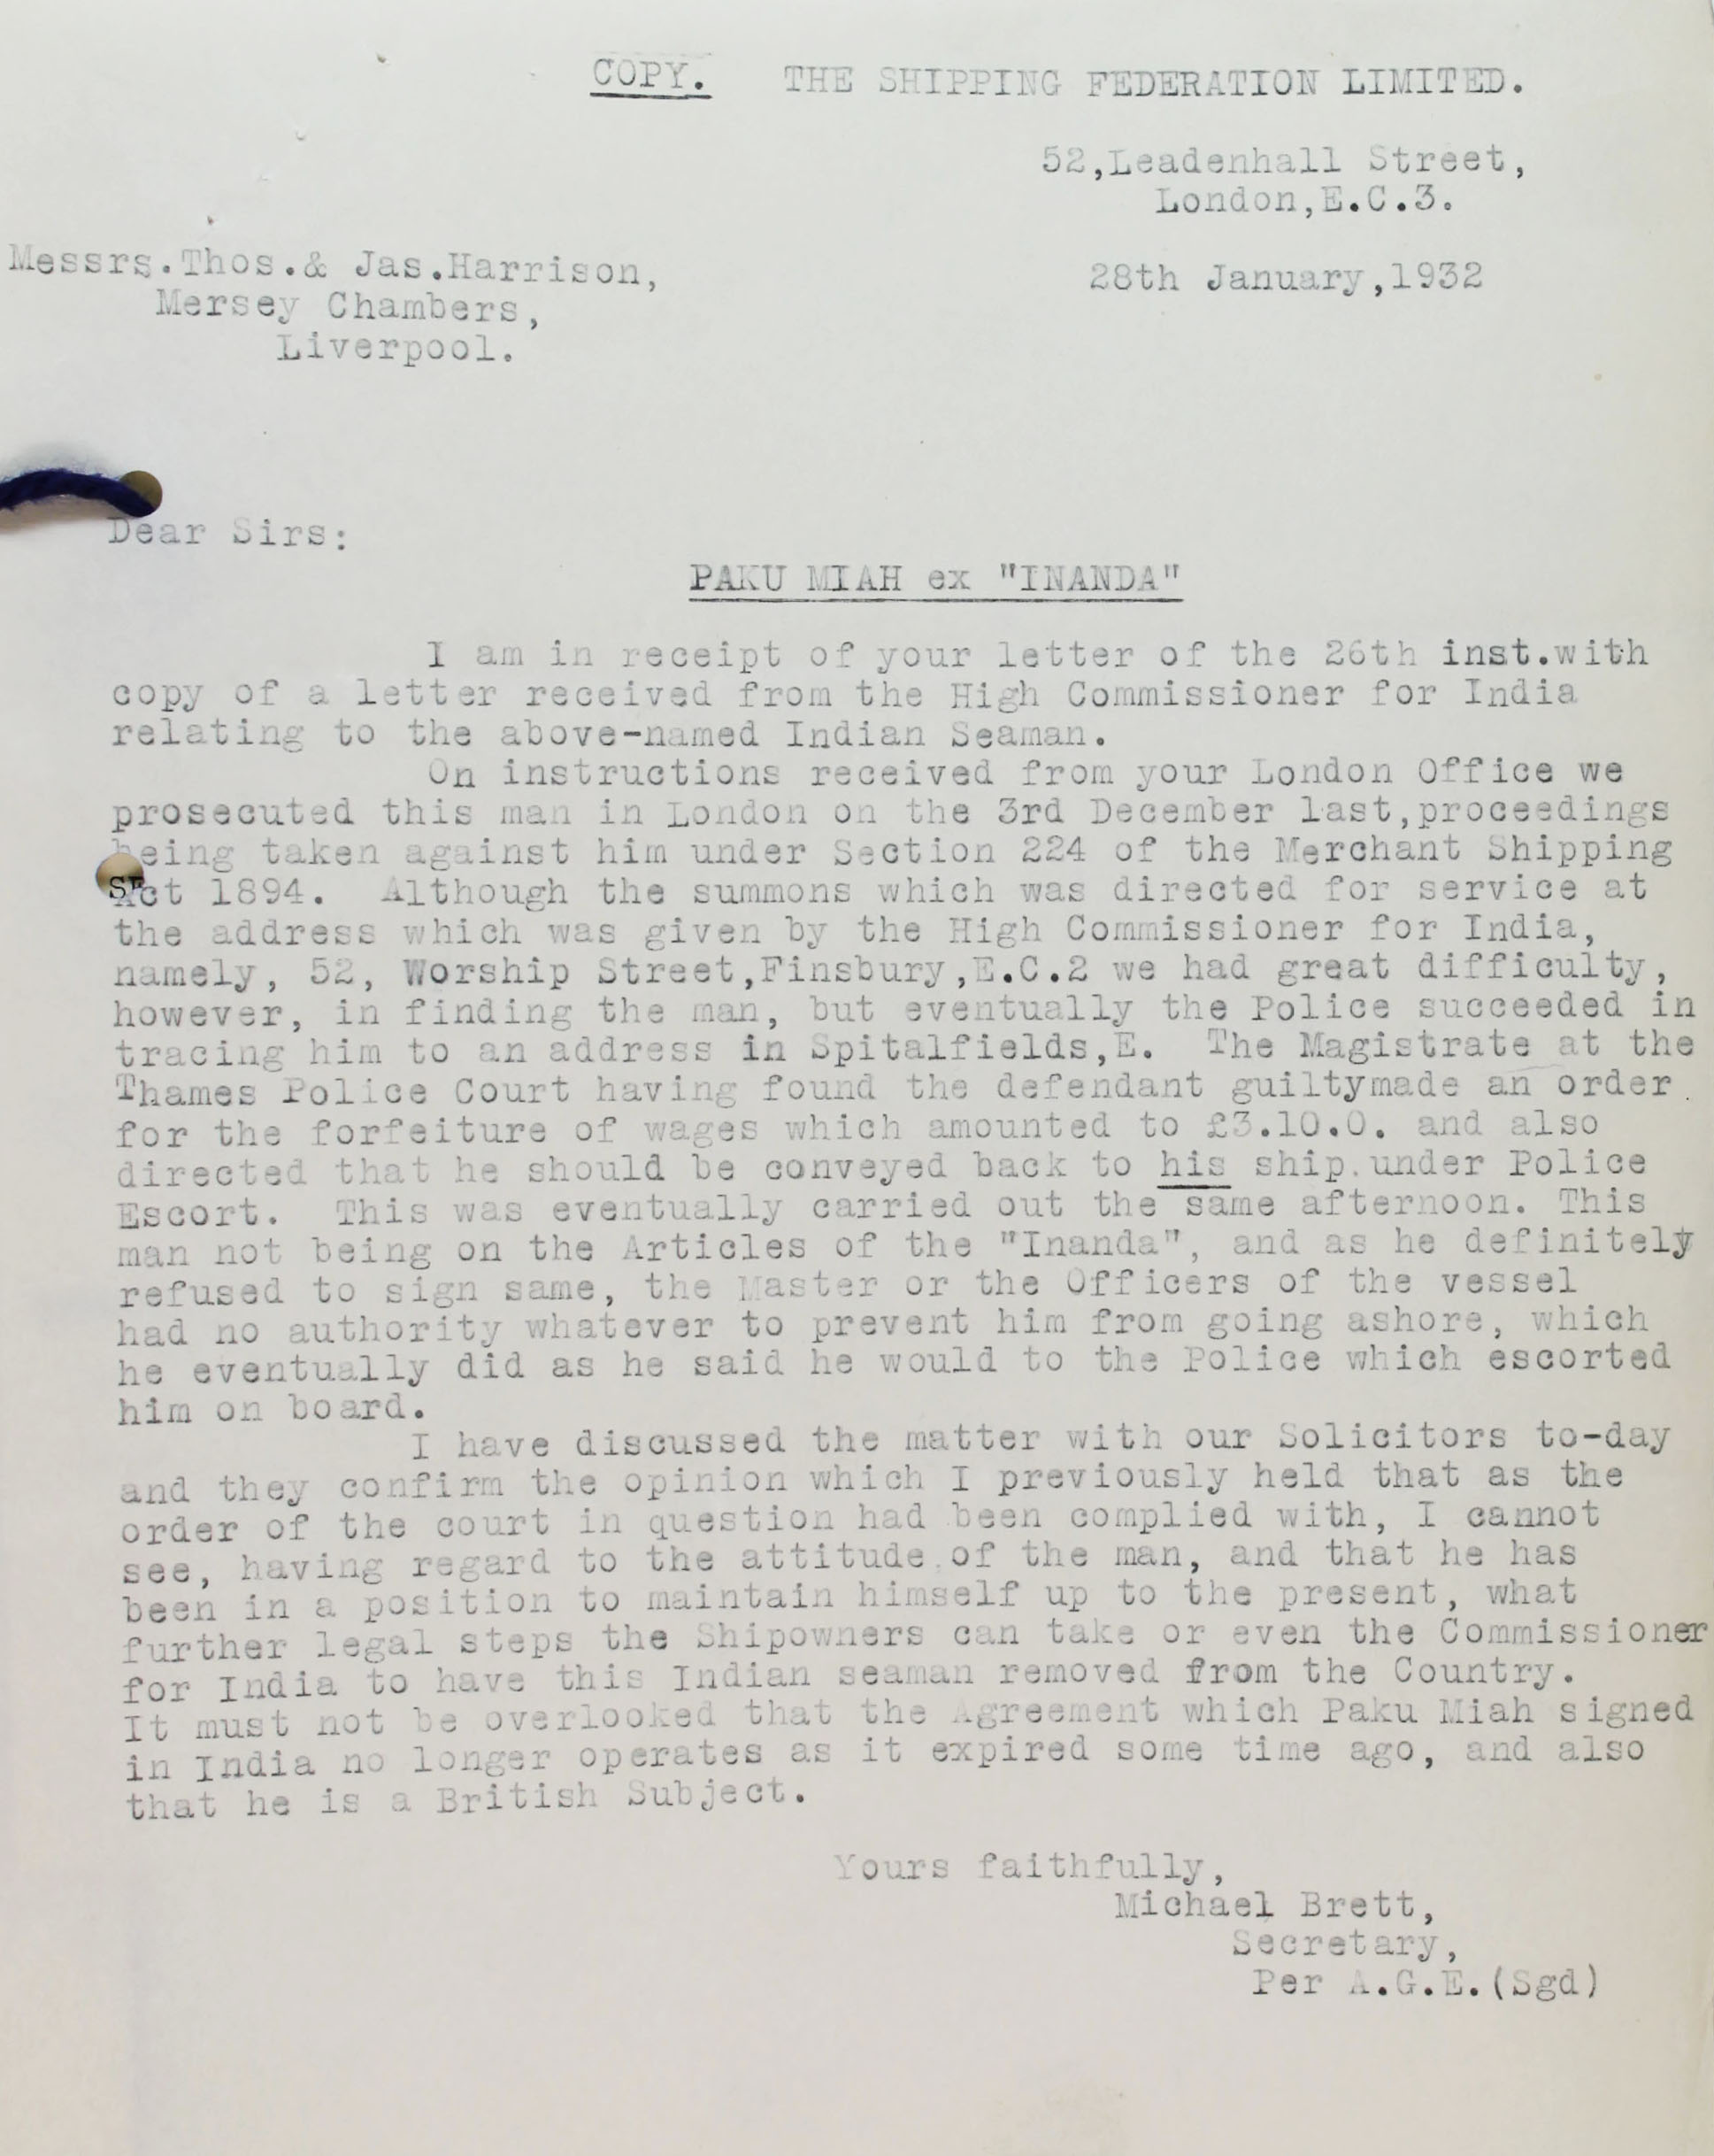 COPY. THE SHIPPING FEDERATION LIMITED.
52,Leadenhall Street,
London,E.C.3.
Messrs.Thos.& Jas.Harrison,
Mersey Chambers,
Liverpool.
28th January,1932
Dear Sirs:
PAKU MIAH ex "INANDA"
I am in receipt of your letter of the 26th inst.with
copy of a letter received from the High Commissioner for India
relating to the above-named Indian Seaman.
On instructions received from your London Office we
prosecuted this man in London on the 3rd December last,proceedings
being taken against him under Section 224 of the Merchant Shipping
Act 1894. Although the summons which was directed for service at
the address which was given by the High Commissioner for India,
namely, 52, Worship Street,Finsbury,E.C.2 we had great difficulty,
however, in finding the man, but eventually the Police succeeded in
tracing him to an address in Spitalfields,E. The Magistrate at the
Thames Police Court having found the defendant guiltymade an order
for the forfeiture of wages which amounted to £3.10.0. and also
directed that he should be conveyed back to his ship.under Police
Escort. This was eventually carried out the same afternoon. This
man not being on the Articles of the "Inanda", and as he definitely
refused to sign same, the Master or the Officers of the vessel
had no authority whatever to prevent him from going ashore, which
he eventually did as he said he would to the Police which escorted
him on board.
I have discussed the matter with our Solicitors to-day
and they confirm the opinion which I previously held that as the
order of the court in question had been complied with, I cannot
see, having regard to the attitude of the man, and that he has
been in a position to maintain himself up to the present, what
further legal steps the Shipowners can take or even the Commissioner
for India to have this Indian seaman removed from the Country.
It must not be overlooked that the Agreement which Paku Miah signed
in India no longer operates as it expired some time ago, and also
that he is a British Subject.
Yours faithfully,
Michael Brett,
Secretary,
Per A.G.E.(Sgd)